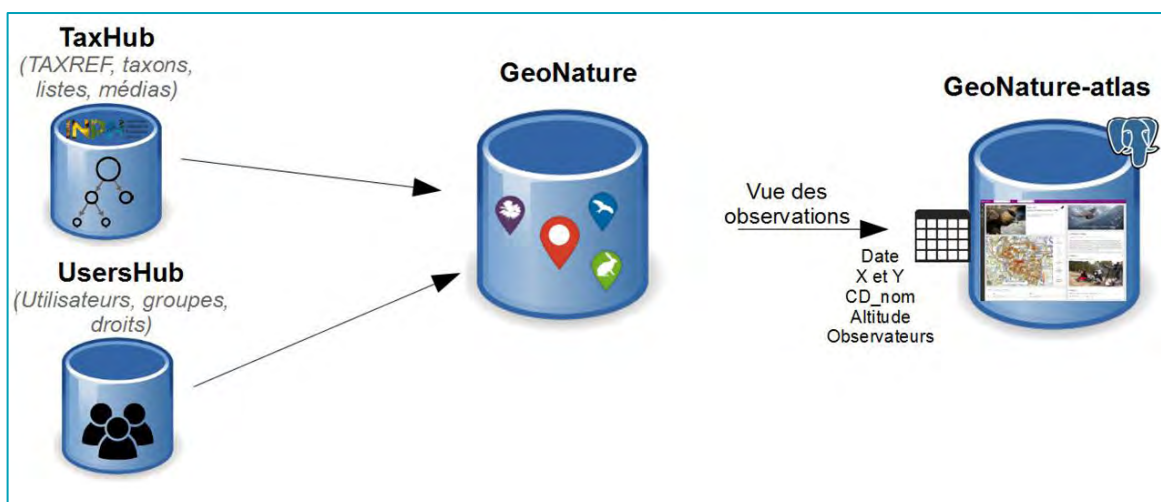 TaxHub
(TAXREF, taxons,
listes, médias)
GeoNature
GeoNature-atlas
Vue des
observations
Date
X et Y
CD_nom
Altitude
Observateurs
UsersHub
(Utilisateurs, groupes,
droits)